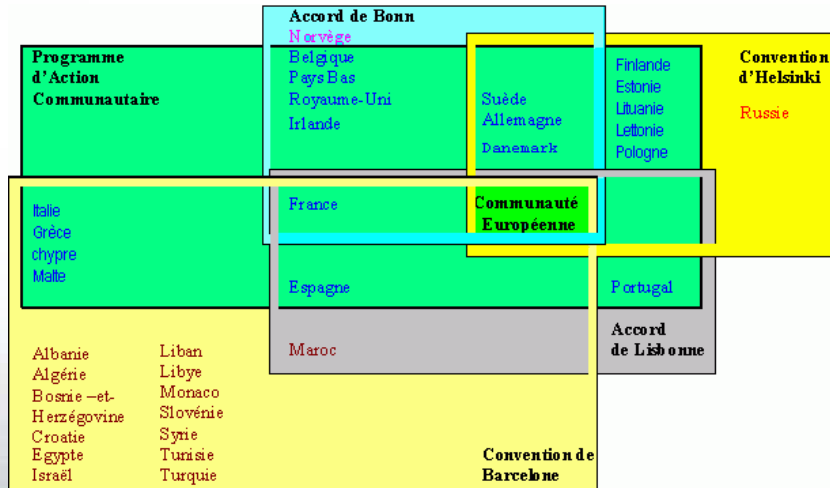 Accord de Bonn
Norvège
Belgique
Pays Bas
Royaume-Uni
Irlande
Programme
d'Action
Communautaire
Suède
Allemagne
Danemark
Finlande
Estonie
Lituanie
Lettonie
Pologne
Convention
d'Helsinki
Russie
Italie
Grèce
chypre
Malte
France
Communauté
Européenne
Espagne
Portugal
Maroc
Accord
de Lisbonne
Albanie
Algérie
Bosnie –et-
Herzégovine
Croatie
Egypte
Israël
Liban
Libye
Monaco
Slovénie
Syrie
Tunisie
Turquie
Convention de
Barcelone